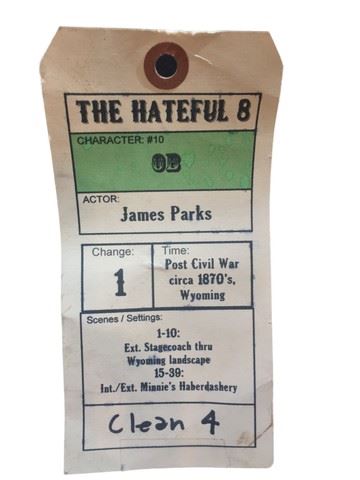 THE HATEFUL 8
CHARACTER: #10
OB
ACTOR:
James Parks
Change:
1
Time:
Post Civil War
circa 1870's,
Wyoming
Scenes / Settings:
1-10:
Ext. Stagecoach thru
Wyoming landscape
15-39:
Int./Ext. Minnie's Haberdashery
Clean 4